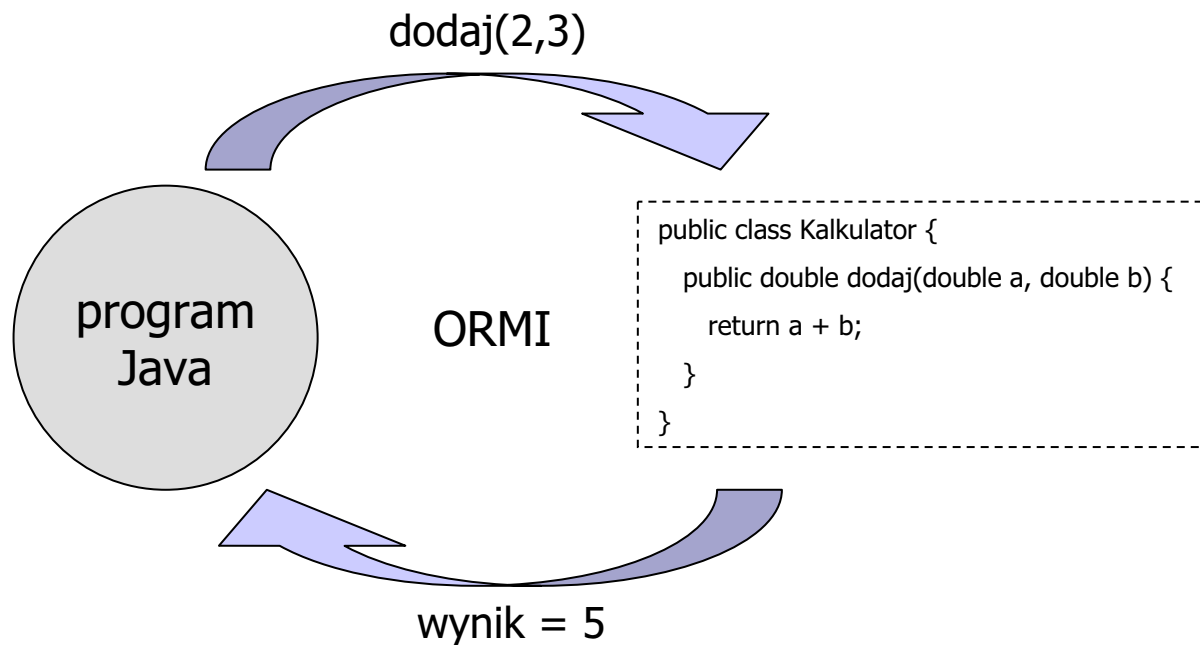 dodaj(2,3)
program
Java
ORMI
public class Kalkulator {
public double dodaj(double a, double b) {
return a + b;
}
}
wynik = 5